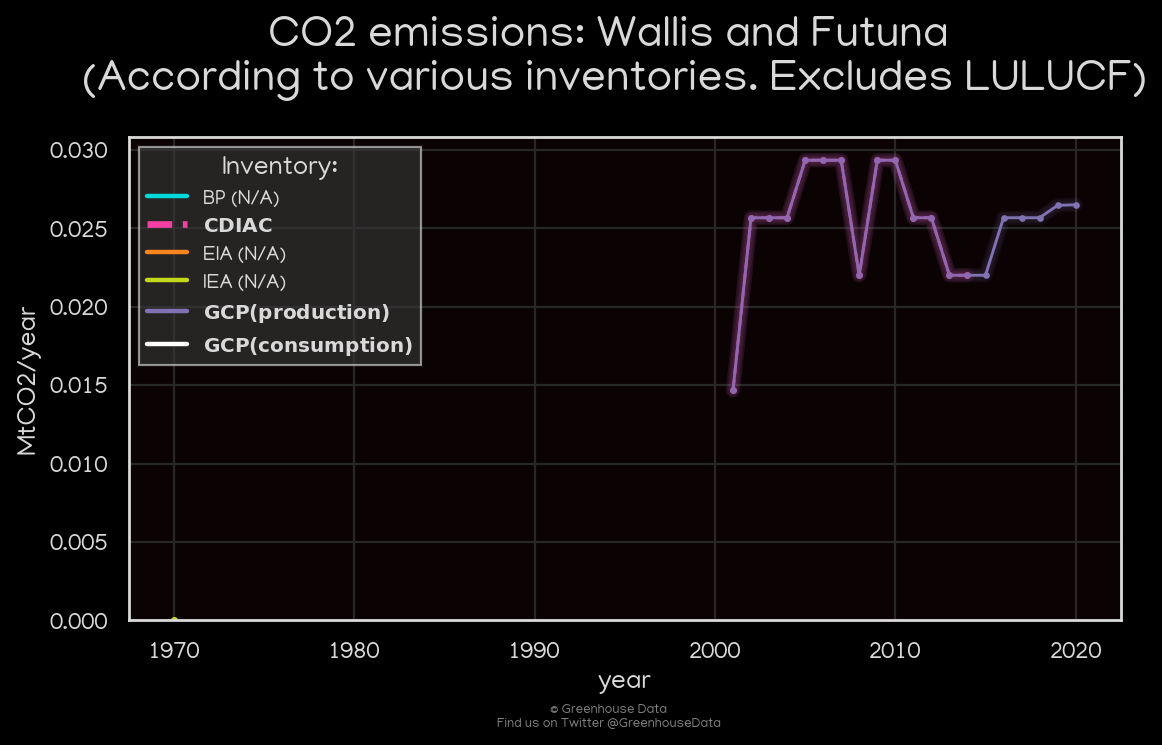 CO2 emissions: Wallis and Futuna
(According to various inventories. Excludes LULUCF)
Inventory:
BP (N/A)
CDIAC
EIA (N/A)
IEA (N/A)
GCP(production)
GCP(consumption)
MtCO2/year
0.030
0.025
0.020
0.015
0.010
0.005
0.000
1970 1980 1990 2000 2010 2020
year
© Greenhouse Data
Find us on Twitter @GreenhouseData